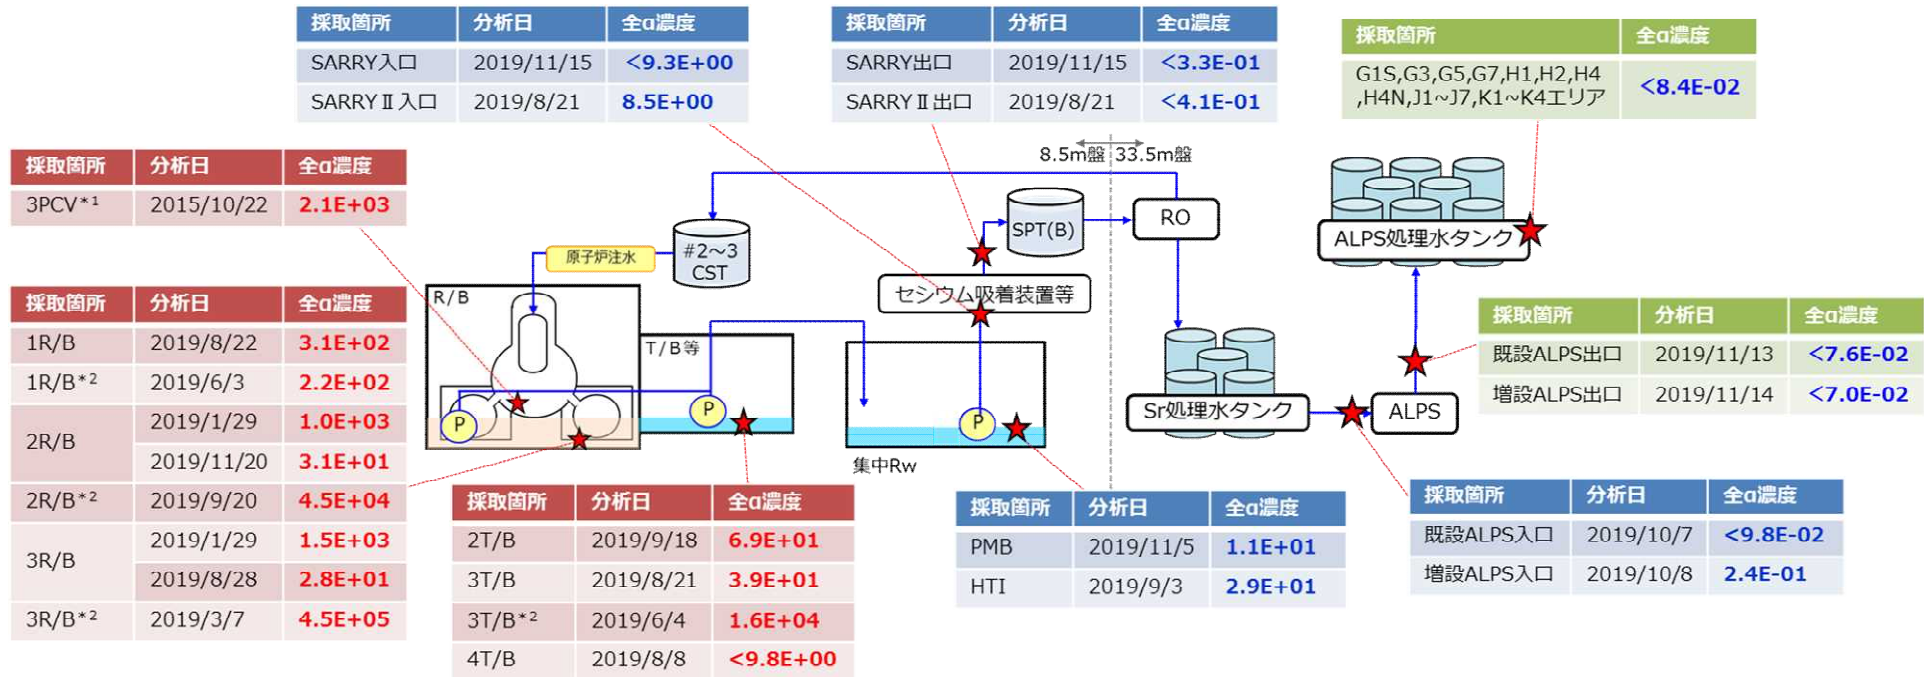 採取箇所 分析日 全α濃度
SARRY入口 2019/11/15 <9.3E+00
SARRYⅡ入口 2019/8/21 8.5E+00
採取箇所 分析日 全α濃度
SARRY出口 2019/11/15 <3.3E-01
SARRYⅡ出口 2019/8/21 <4.1E-01
採取箇所 全α濃度
G1S,G3,G5,G7,H1,H2,H4
,H4N,J1~J7,K1~K4エリア <8.4E-02
採取箇所 分析日 全α濃度
3PCV*1 2015/10/22 2.1E+03
8.5m盤 33.5m盤
#2~3
CST
原子炉注水
SPT(B)
RO
ALPS処理水タンク
セシウム吸着装置等
R/B
T/B等
P
P
P
集中Rw
Sr処理水タンク
ALPS
採取箇所 分析日 全α濃度
1R/B 2019/8/22 3.1E+02
1R/B*2 2019/6/3 2.2E+02
2R/B 2019/1/29 1.0E+03
2019/11/20 3.1E+01
2R/B*2 2019/9/20 4.5E+04
3R/B 2019/1/29 1.5E+03
2019/8/28 2.8E+01
3R/B*2 2019/3/7 4.5E+05
採取箇所 分析日 全α濃度
2T/B 2019/9/18 6.9E+01
3T/B 2019/8/21 3.9E+01
3T/B*2 2019/6/4 1.6E+04
4T/B 2019/8/8 <9.8E+00
採取箇所 分析日 全α濃度
PMB 2019/11/5 1.1E+01
HTI 2019/9/3 2.9E+01
採取箇所 分析日 全α濃度
既設ALPS出口 2019/11/13 <7.6E-02
増設ALPS出口 2019/11/14 <7.0E-02
採取箇所 分析日 全α濃度
既設ALPS入口 2019/10/7 <9.8E-02
増設ALPS入口 2019/10/8 2.4E-01